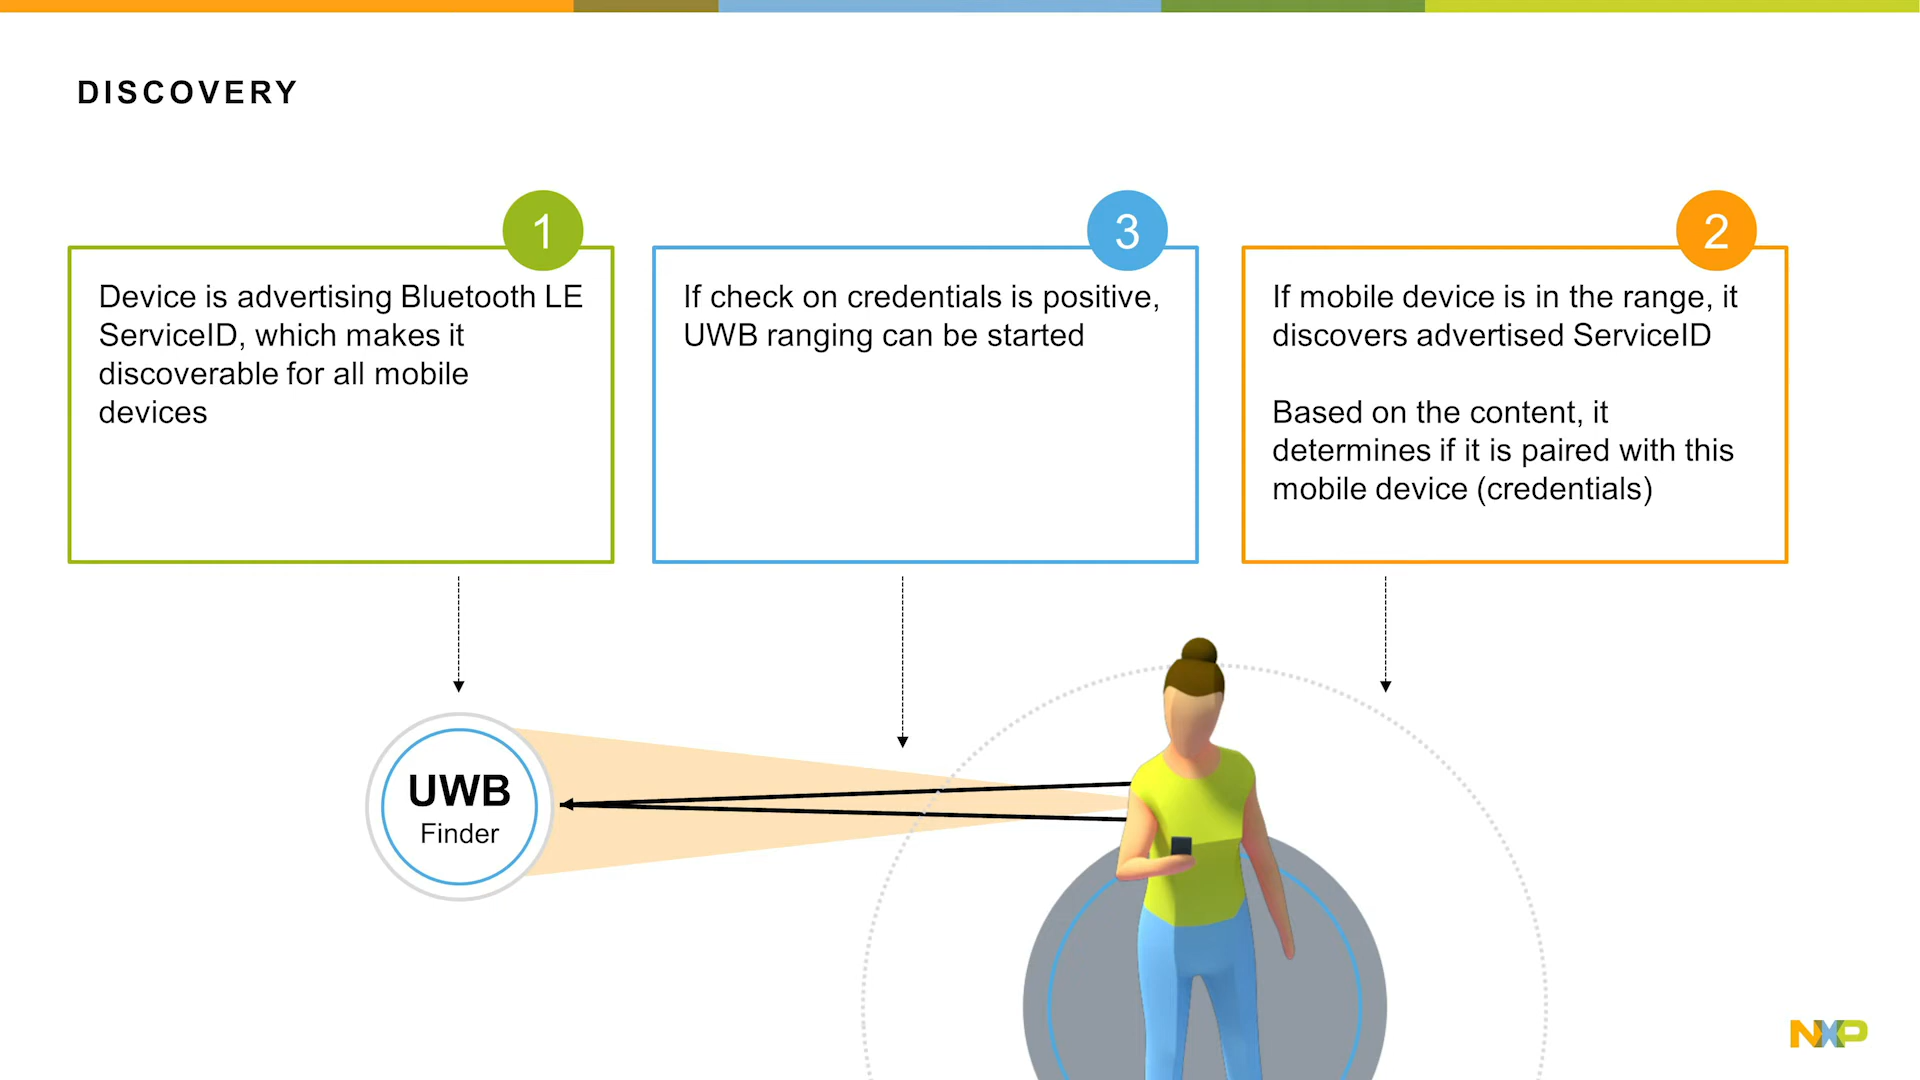 DISCOVERY
1
Device is advertising Bluetooth LE
ServiceID, which makes it
discoverable for all mobile
devices
3
If check on credentials is positive,
UWB ranging can be started
2
If mobile device is in the range, it
discovers advertised ServiceID
Based on the content, it
determines if it is paired with this
mobile device (credentials)
UWB
Finder
NXP